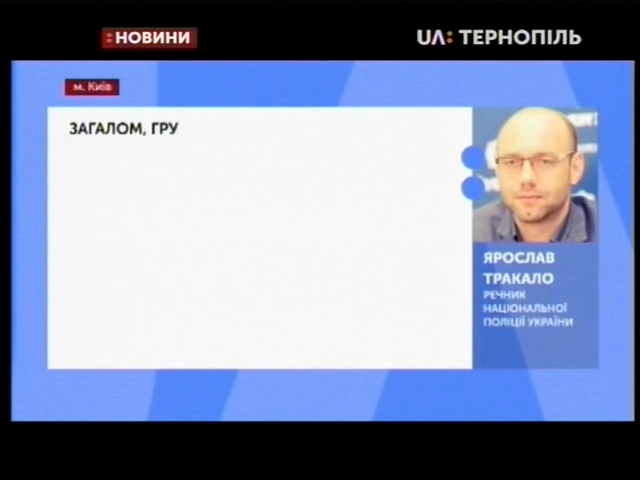 :НОВИНИ
UA: ТЕРНОПІЛЬ
м. Київ
ЗАГАЛОМ, ГРУ
ЯРОСЛАВ
ТРАКАЛО
РЕЧНИК
НАЦІОНАЛЬНОЇ
ПОЛІЦІЇ УКРАЇНИ